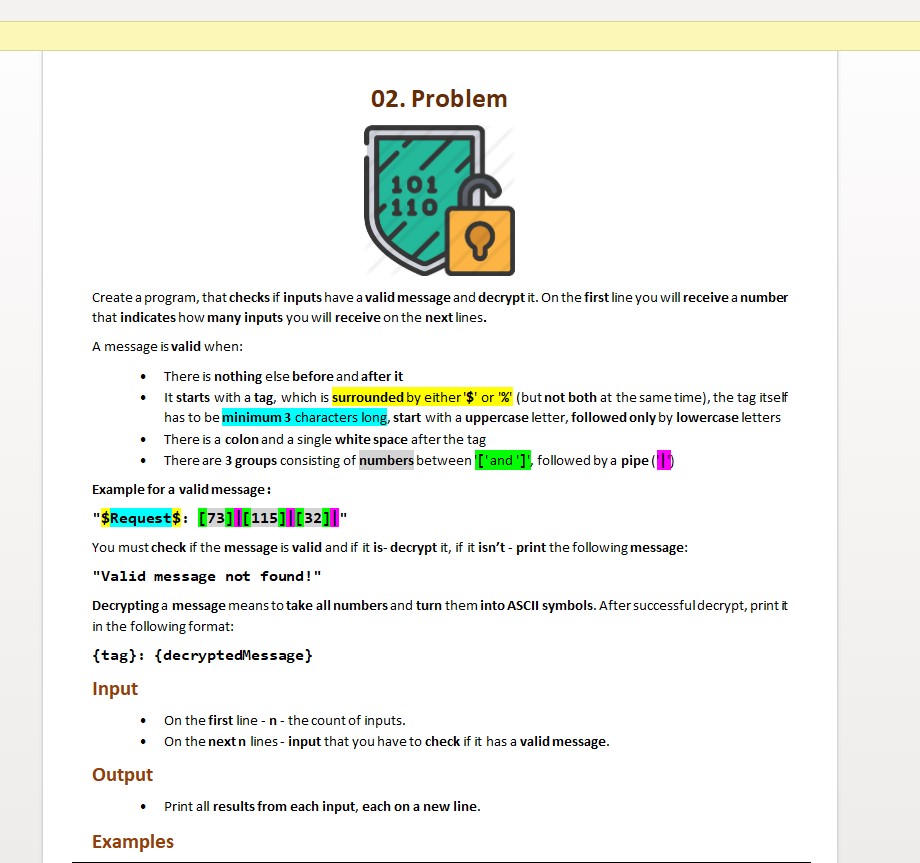 02. Problem
101
110
Create a program, that checks if inputs have a valid message and decrypt it. On the first line you will receive a number
that indicates how many inputs you will receive on the next lines.
A message is valid when:
• There is nothing else before and after it
• It starts with a tag, which is surrounded by either '$' or '%' (but not both at the same time), the tag itself
has to be minimum 3 characters long, start with a uppercase letter, followed only by lowercase letters
• There is a colon and a single white space after the tag
• There are 3 groups consisting of numbers between '['and ']', followed by a pipe ('|')
Example for a valid message:
"$Request$: [73]|[115]|[32]|"
You must check if the message is valid and if it is- decrypt it, if it isn’t - print the following message:
"Valid message not found!"
Decrypting a message means to take all numbers and turn them into ASCII symbols. After successful decrypt, print it
in the following format:
{tag}: {decryptedMessage}
Input
• On the first line - n - the count of inputs.
• On the next n lines - input that you have to check if it has a valid message.
Output
• Print all results from each input, each on a new line.
Examples